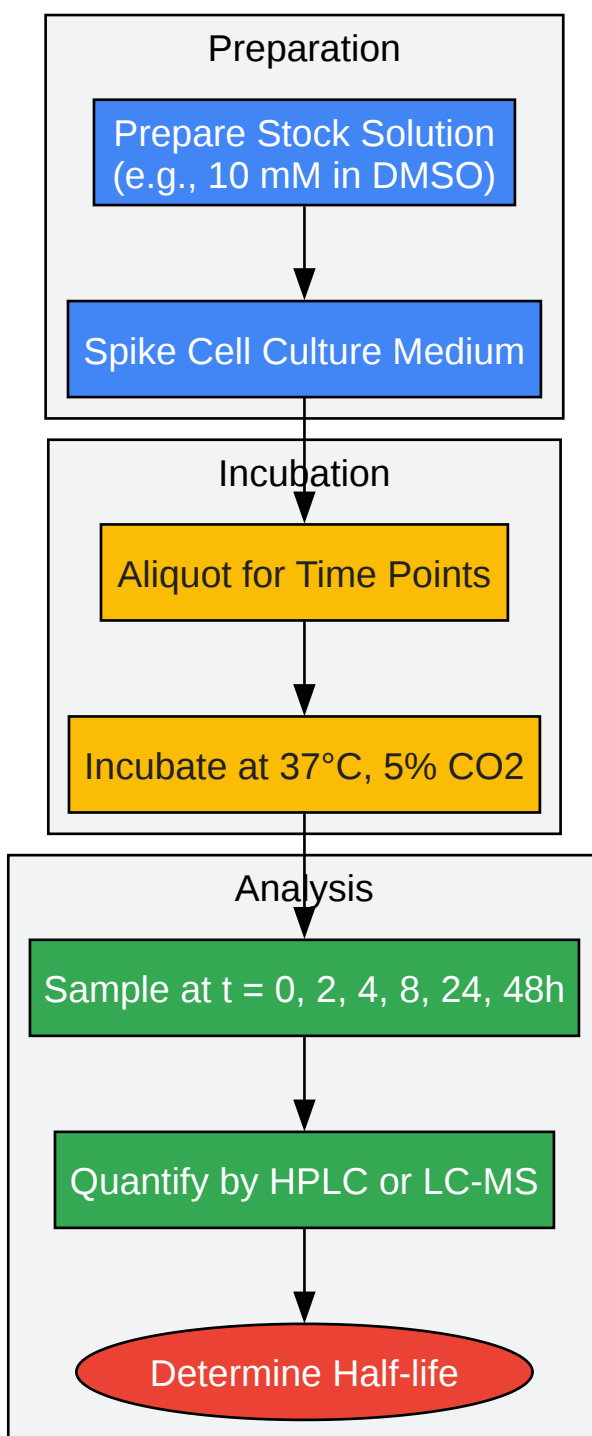 Preparation
Prepare Stock Solution
(e.g., 10 mM in DMSO)
Spike Cell Culture Medium
Incubation
Aliquot for Time Points
Incubate at 37°C, 5% CO2
Analysis
Sample at t = 0, 2, 4, 8, 24, 48h
Quantify by HPLC or LC-MS
Determine Half-life